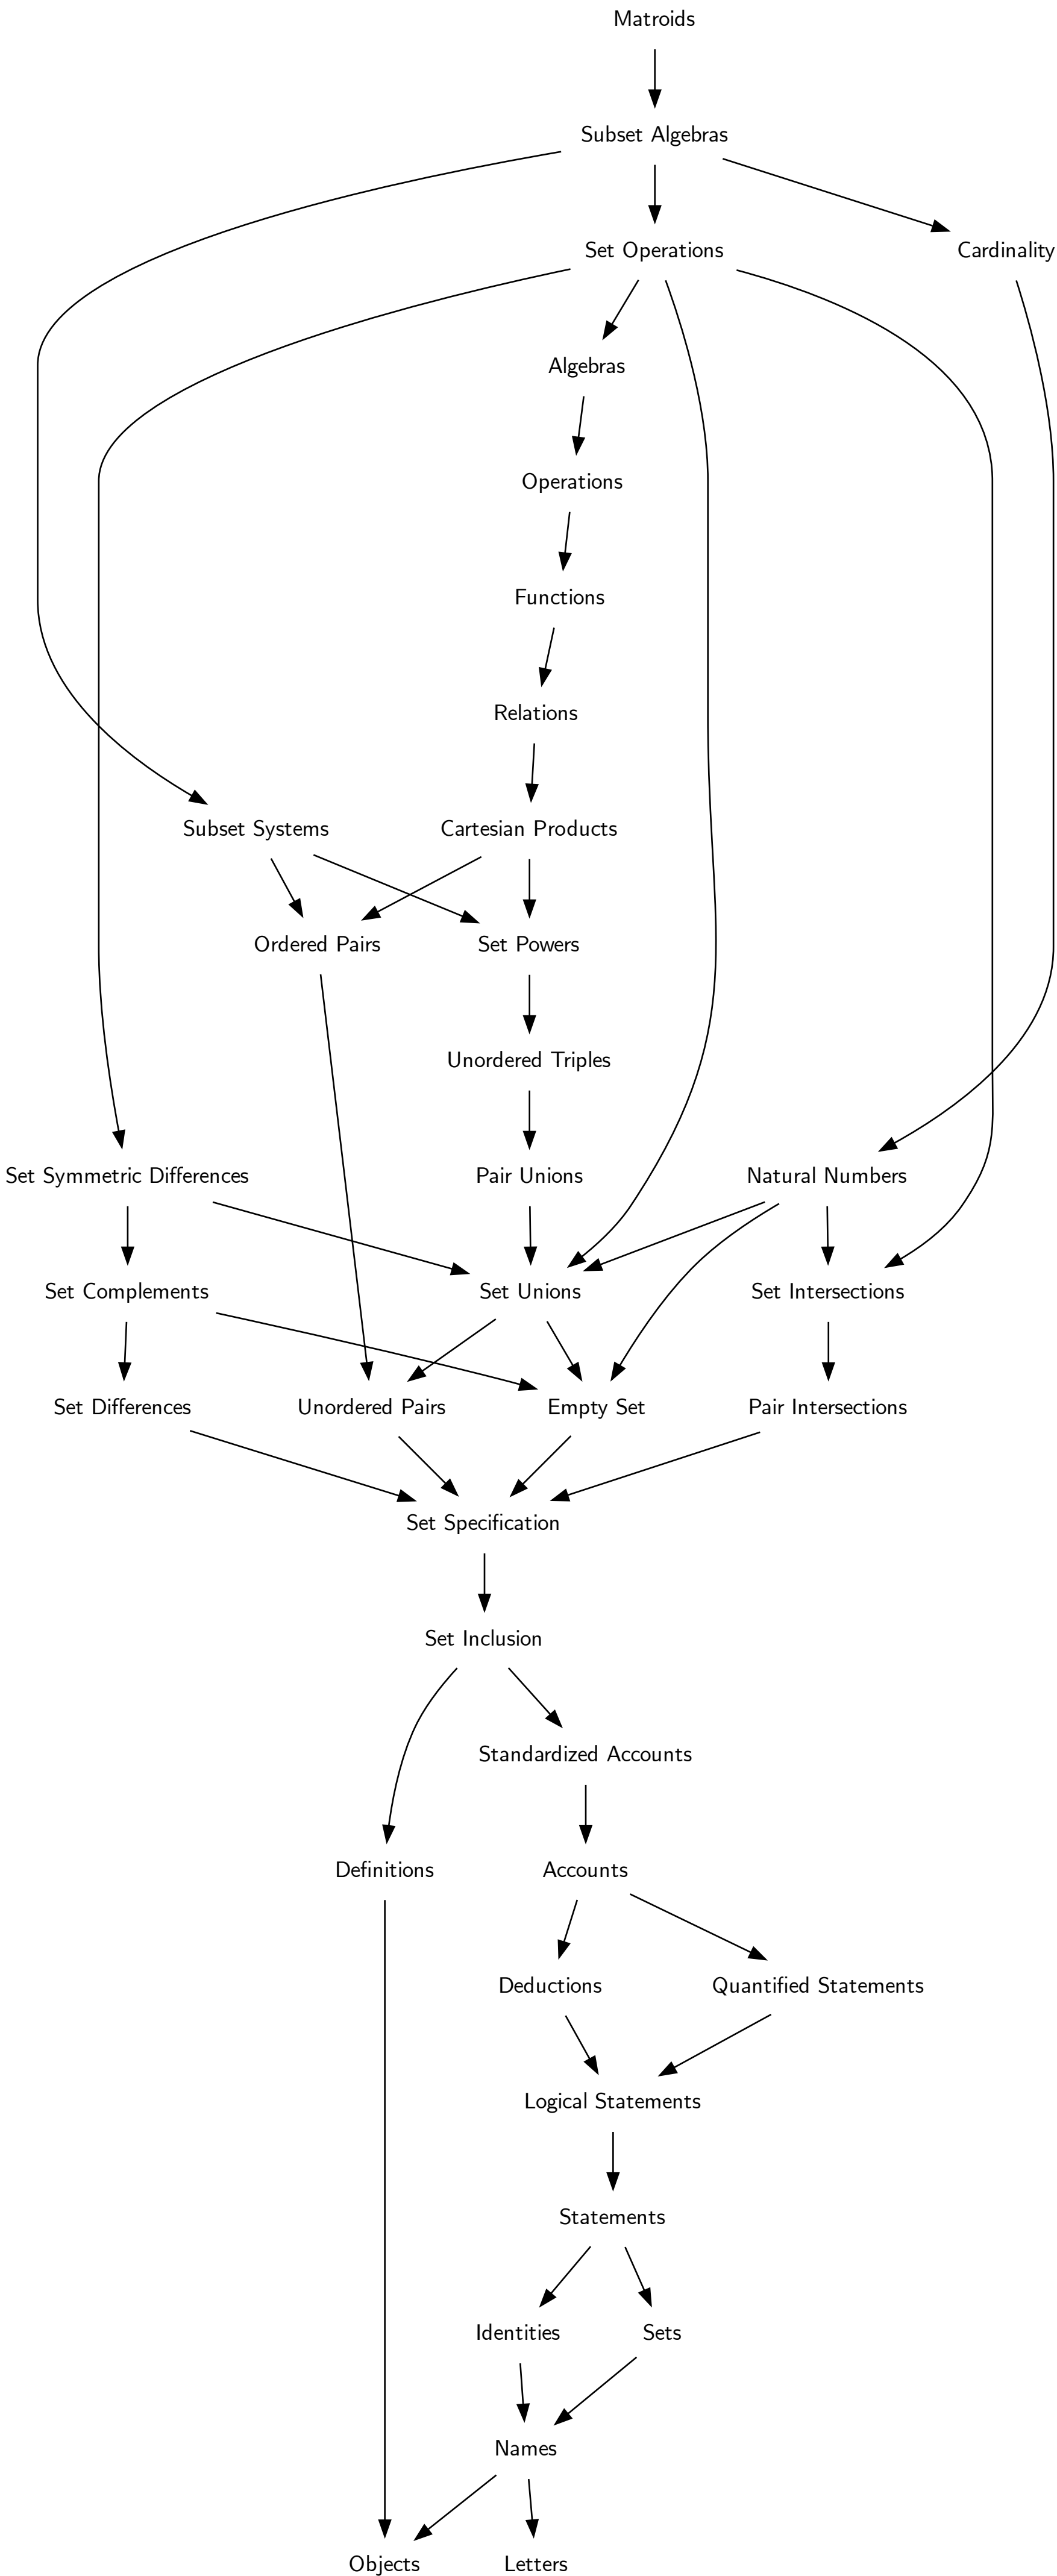 Matroids
Subset Algebras
Set Operations
Cardinality
Algebras
Operations
Functions
Relations
Subset Systems
Cartesian Products
Ordered Pairs
Set Powers
Unordered Triples
Set Symmetric Differences
Pair Unions
Natural Numbers
Set Complements
Set Unions
Set Intersections
Set Differences
Unordered Pairs
Empty Set
Pair Intersections
Set Specification
Set Inclusion
Standardized Accounts
Definitions
Accounts
Deductions
Quantified Statements
Logical Statements
Statements
Identities
Sets
Names
Objects
Letters